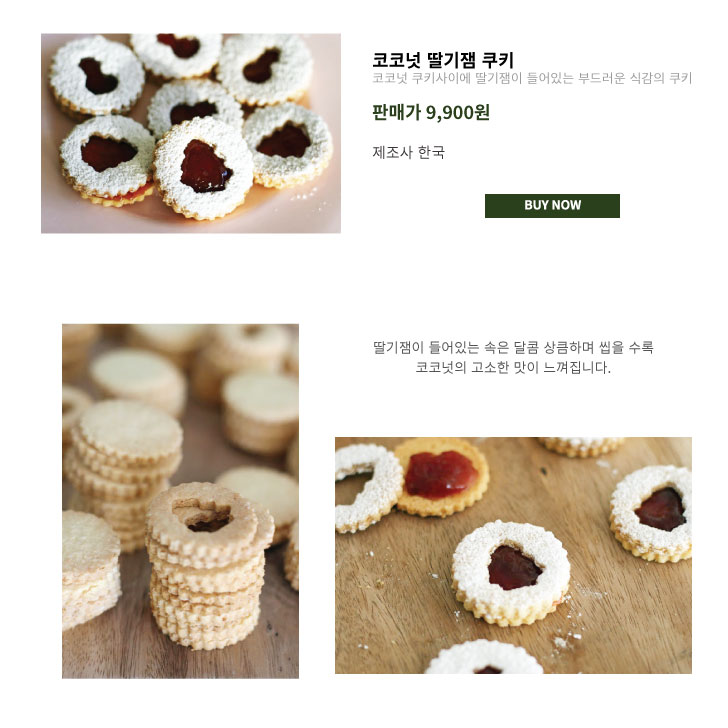 코코넛 딸기잼 쿠키
코코넛 쿠키사이에 딸기잼이 들어있는 부드러운 식감의 쿠키
판매가 9,900원
제조사 한국
BUY NOW
딸기잼이 들어있는 속은 달콤 상큼하며 씹을 수록
코코넛의 고소한 맛이 느껴집니다.